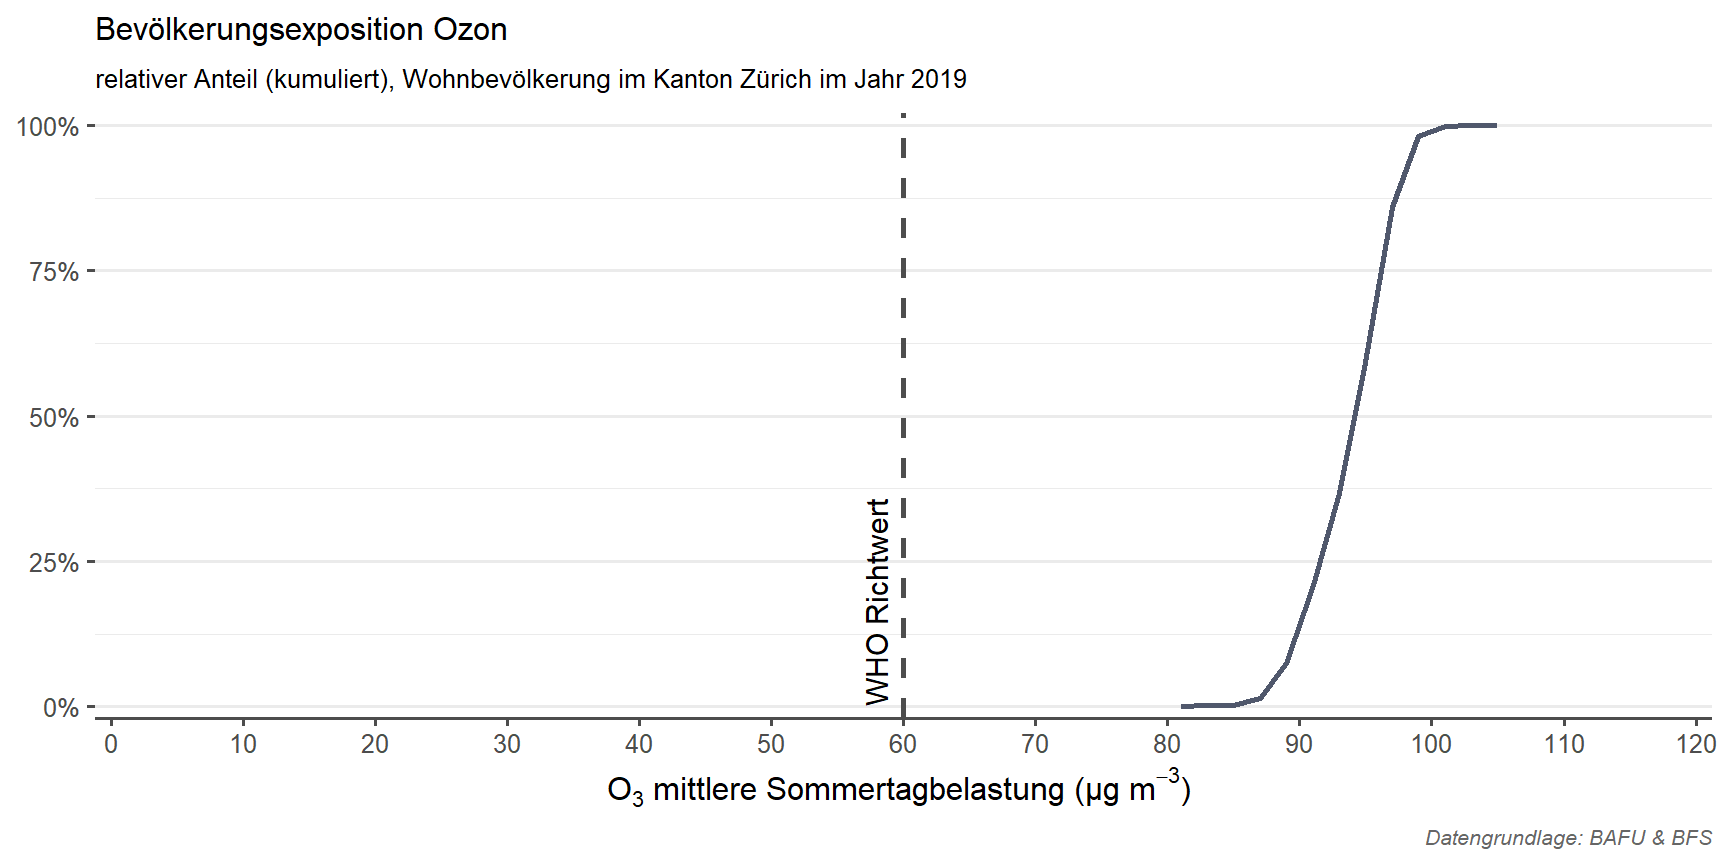 Bevölkerungsexposition Ozon
relativer Anteil (kumuliert), Wohnbevölkerung im Kanton Zürich im Jahr 2019
100%
75%
50%
25%
0%
WHO Richtwert
0 10 20 30 40 50 60 70 80 90 100 110 120
O₃ mittlere Sommertagbelastung (µg m⁻³)
Datengrundlage: BAFU & BFS